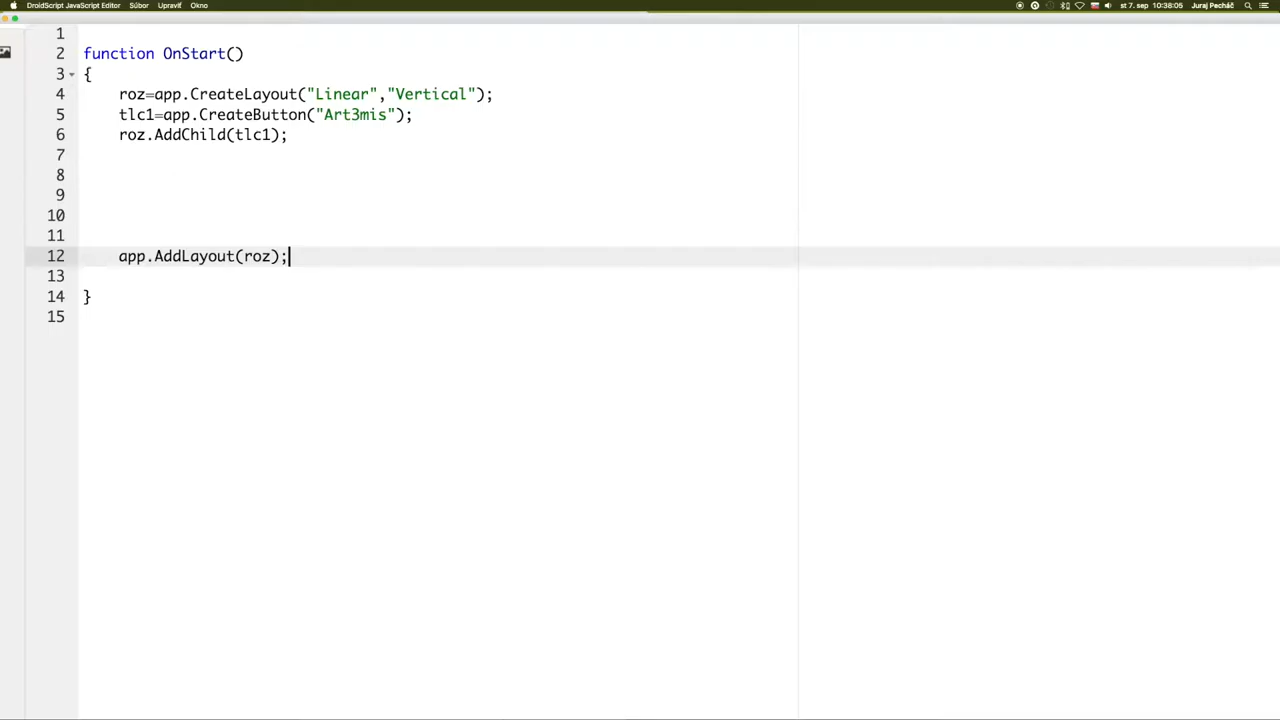 DroidScript JavaScript Editor Súbor Upraviť Okno st 7. sep 10:38:05 Juraj Pecháč
1
2 function OnStart()
3 {
4 roz=app.CreateLayout("Linear","Vertical");
5 tlc1=app.CreateButton("Art3mis");
6 roz.AddChild(tlc1);
7
8
9
10
11
12 app.AddLayout(roz);
13
14 }
15